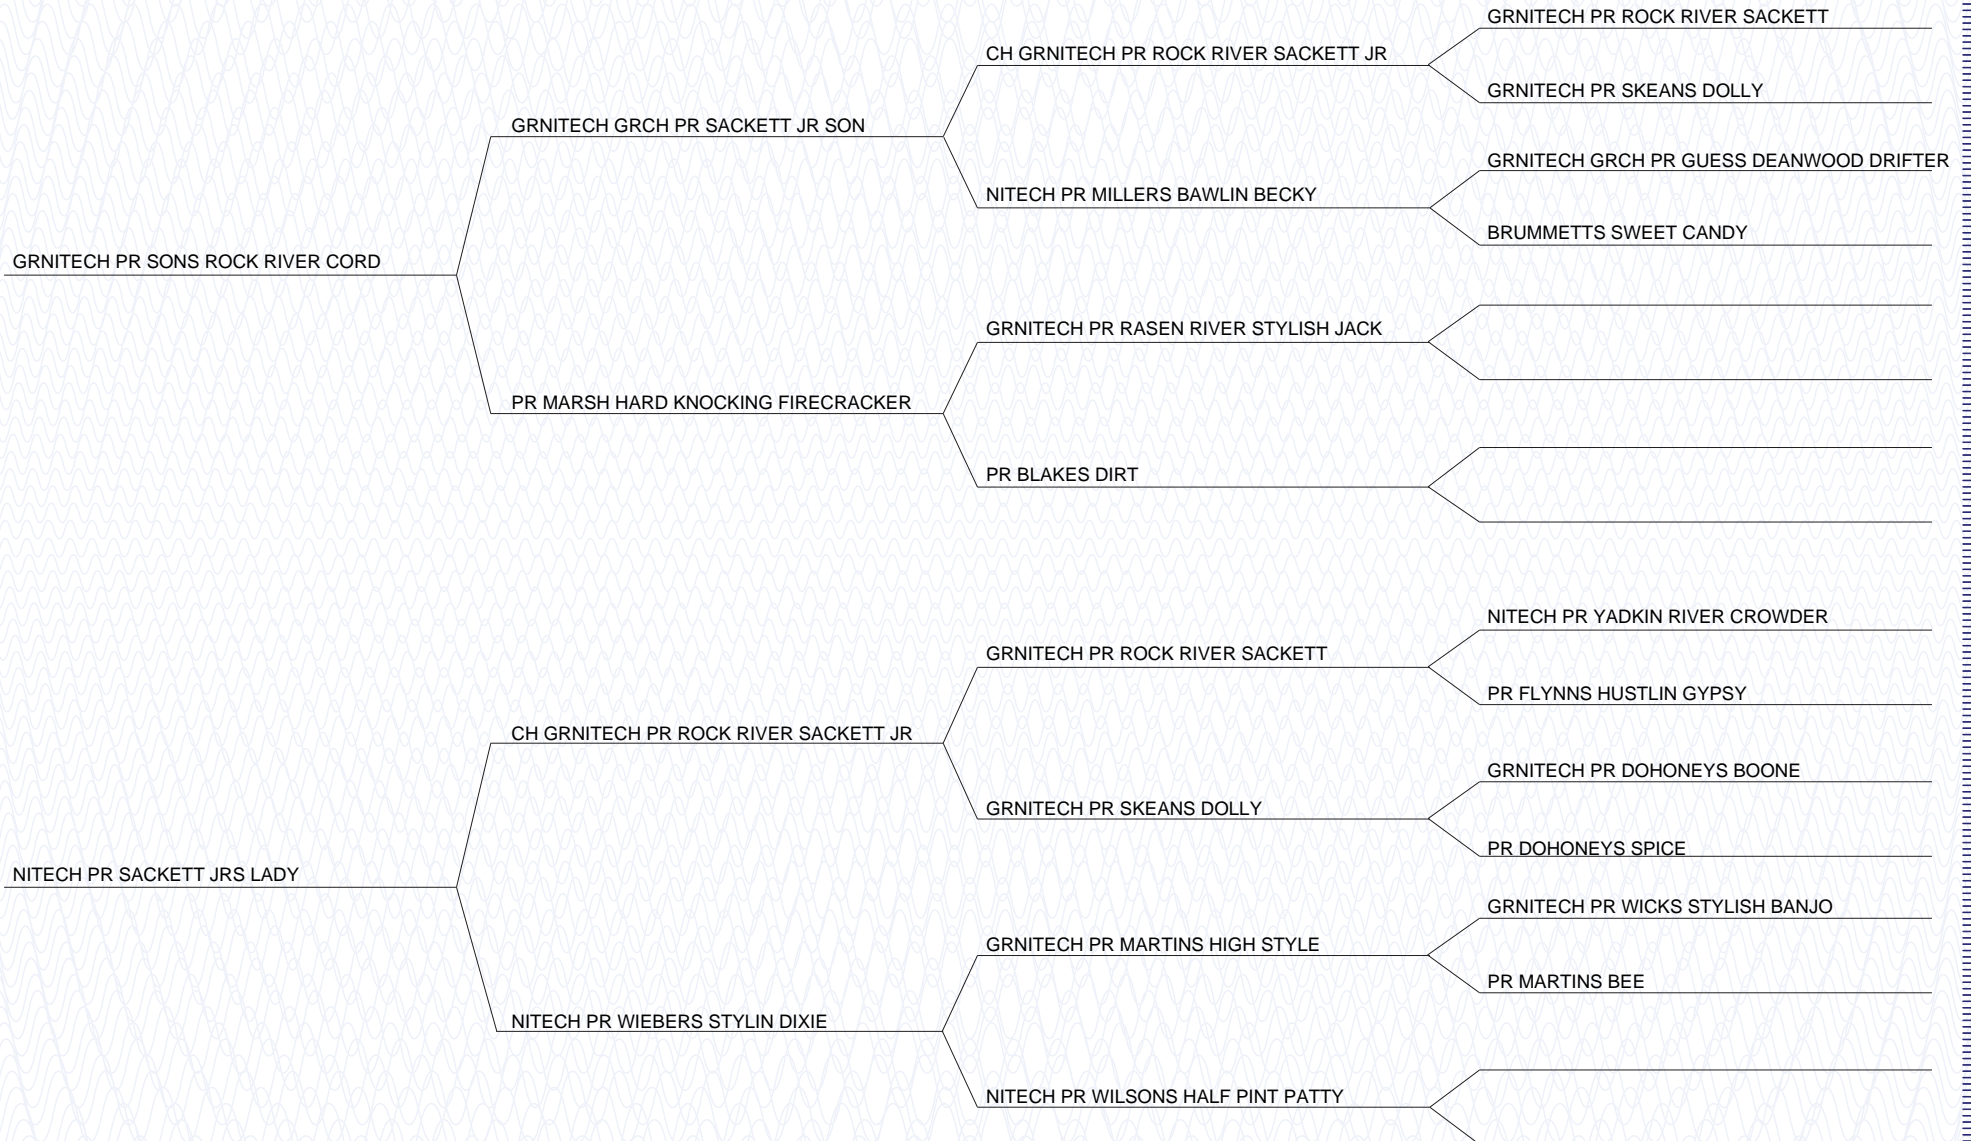 GRNITECH PR ROCK RIVER SACKETT
CH GRNITECH PR ROCK RIVER SACKETT JR
GRNITECH PR SKEANS DOLLY
GRNITECH GRCH PR SACKETT JR SON
GRNITECH GRCH PR GUESS DEANWOOD DRIFTER
NITECH PR MILLERS BAWLIN BECKY
BRUMMETTS SWEET CANDY
GRNITECH PR SONS ROCK RIVER CORD
GRNITECH PR RASEN RIVER STYLISH JACK
PR MARSH HARD KNOCKING FIRECRACKER
PR BLAKES DIRT
NITECH PR YADKIN RIVER CROWDER
GRNITECH PR ROCK RIVER SACKETT
PR FLYNNS HUSTLIN GYPSY
CH GRNITECH PR ROCK RIVER SACKETT JR
GRNITECH PR DOHONEYS BOONE
GRNITECH PR SKEANS DOLLY
PR DOHONEYS SPICE
NITECH PR SACKETT JRS LADY
GRNITECH PR WICKS STYLISH BANJO
GRNITECH PR MARTINS HIGH STYLE
PR MARTINS BEE
NITECH PR WIEBERS STYLIN DIXIE
NITECH PR WILSONS HALF PINT PATTY